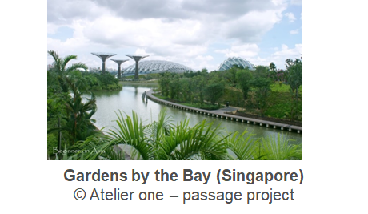 Gardens by the Bay (Singapore)
© Atelier one – passage project